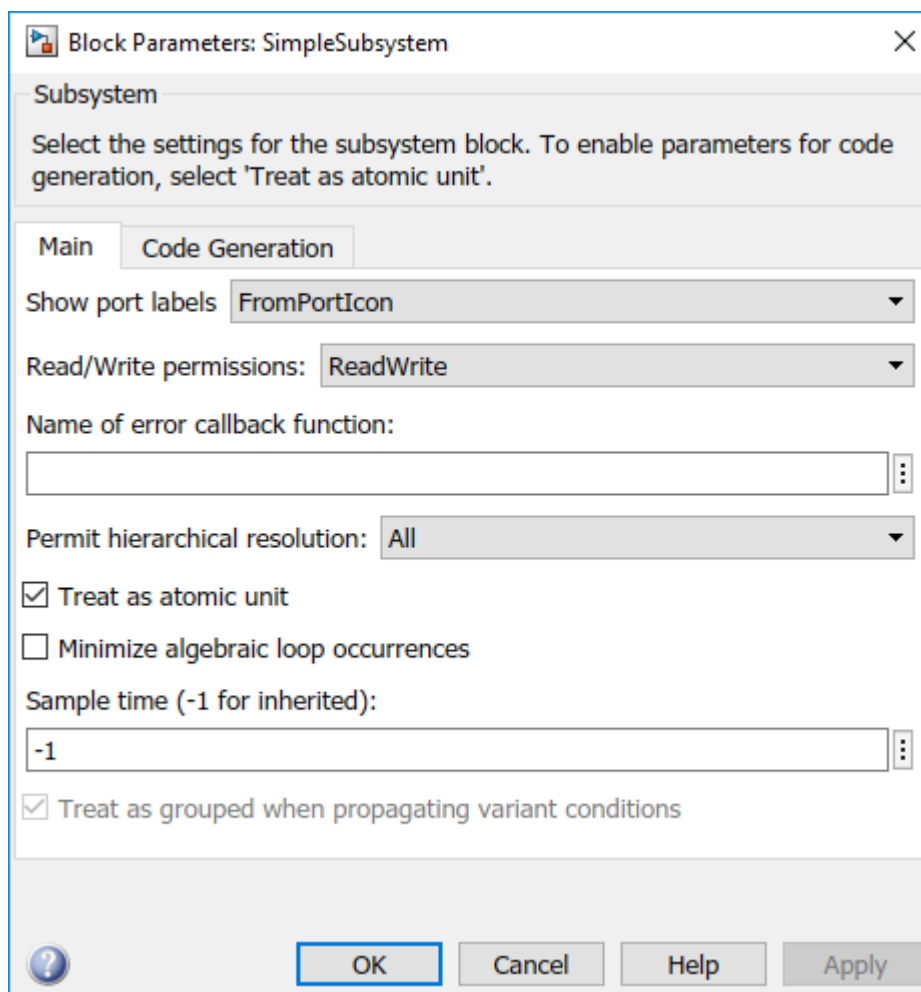 Block Parameters: SimpleSubsystem
Subsystem
Select the settings for the subsystem block. To enable parameters for code
generation, select 'Treat as atomic unit'.
Main
Code Generation
Show port labels FromPortIcon
Read/Write permissions: ReadWrite
Name of error callback function:
Permit hierarchical resolution: All
Treat as atomic unit
Minimize algebraic loop occurrences
Sample time (-1 for inherited):
-1
Treat as grouped when propagating variant conditions
? OK Cancel Help Apply